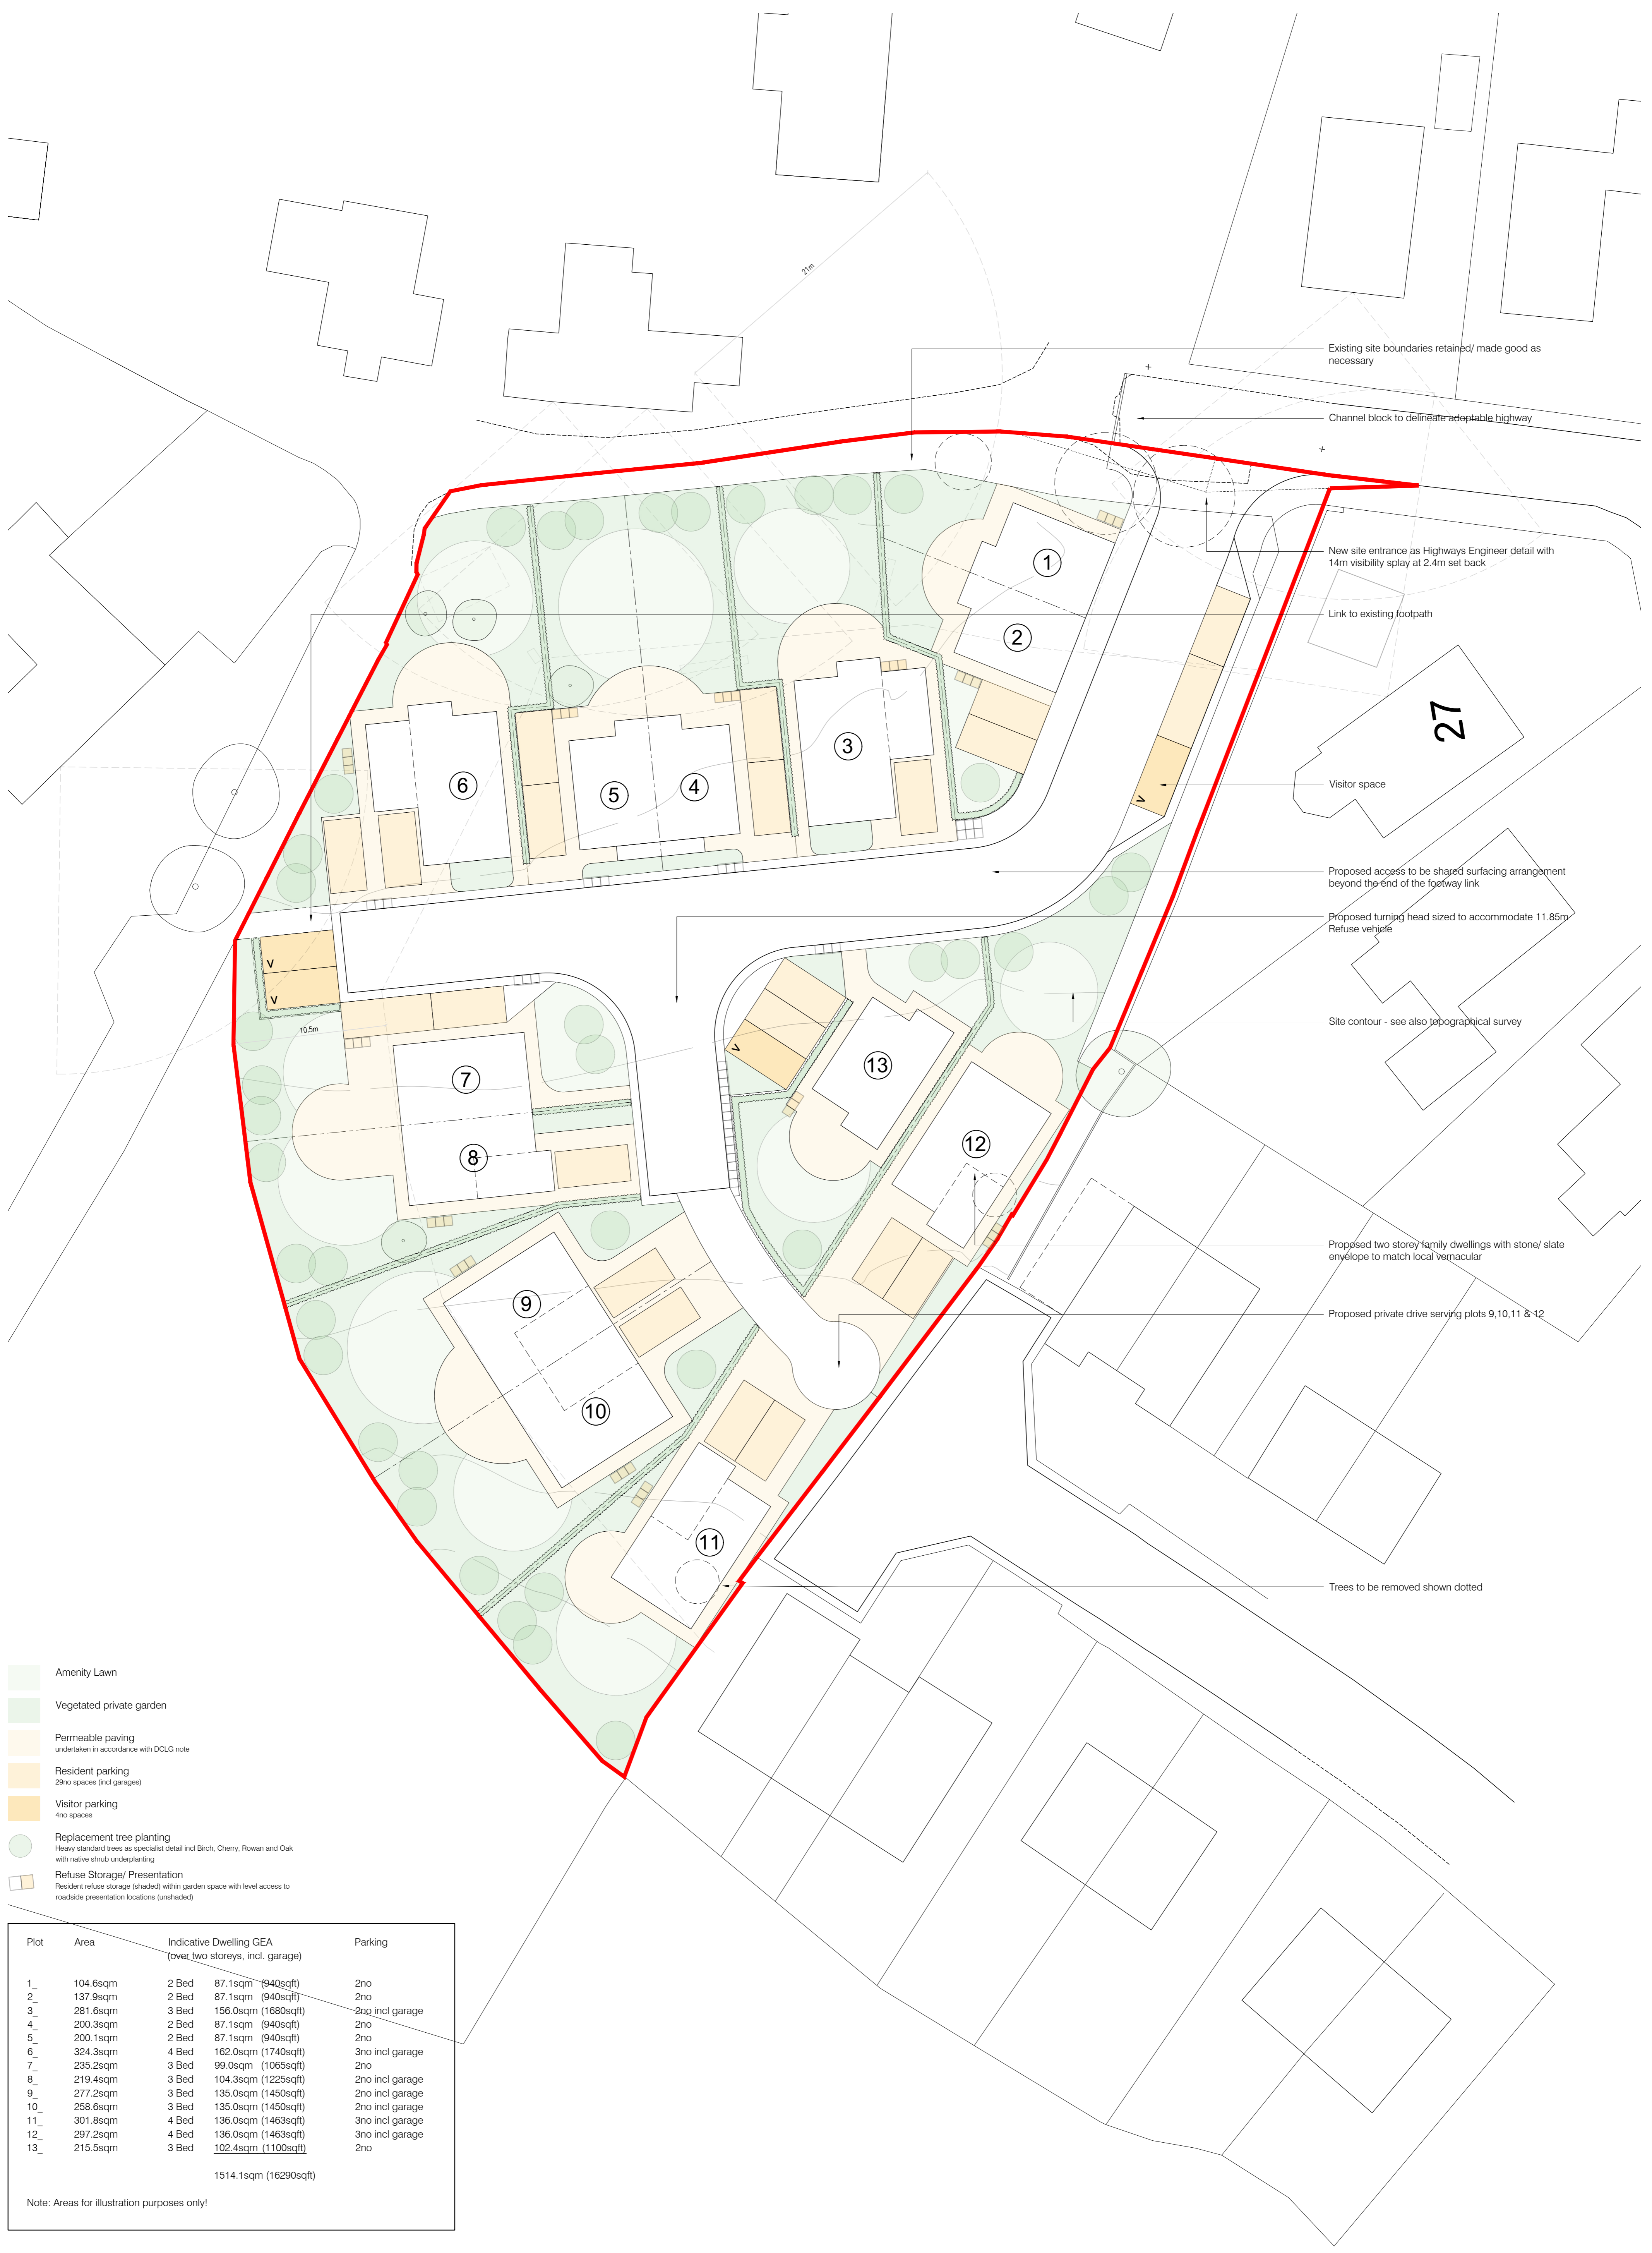 21m
Existing site boundaries retained/ made good as
necessary
Channel block to delineate adoptable highway
New site entrance as Highways Engineer detail with
14m visibility splay at 2.4m set back
Link to existing footpath
27
Visitor space
Proposed access to be shared surfacing arrangement
beyond the end of the footway link
Proposed turning head sized to accommodate 11.85m
Refuse vehicle
Site contour - see also topographical survey
Proposed two storey family dwellings with stone/ slate
envelope to match local vernacular
Proposed private drive serving plots 9,10,11 & 12
Trees to be removed shown dotted
1
2
3
4
5
6
V
V
V
V
10.5m
7
8
13
12
9
10
11
Amenity Lawn
Vegetated private garden
Permeable paving
undertaken in accordance with DCLG note
Resident parking
29no spaces (incl garages)
Visitor parking
4no spaces
Replacement tree planting
Heavy standard trees as specialist detail incl Birch, Cherry, Rowan and Oak
with native shrub underplanting
Refuse Storage/ Presentation
Resident refuse storage (shaded) within garden space with level access to
roadside presentation locations (unshaded)
Plot Area Indicative Dwelling GEA Parking
(over two storeys, incl. garage)
1_ 104.6sqm 2 Bed 87.1sqm (940sqft) 2no
2_ 137.9sqm 2 Bed 87.1sqm (940sqft) 2no
3_ 281.6sqm 3 Bed 156.0sqm (1680sqft) 2no incl garage
4_ 200.3sqm 2 Bed 87.1sqm (940sqft) 2no
5_ 200.1sqm 2 Bed 87.1sqm (940sqft) 2no
6_ 324.3sqm 4 Bed 162.0sqm (1740sqft) 3no incl garage
7_ 235.2sqm 3 Bed 99.0sqm (1065sqft) 2no
8_ 219.4sqm 3 Bed 104.3sqm (1225sqft) 2no incl garage
9_ 277.2sqm 3 Bed 135.0sqm (1450sqft) 2no incl garage
10_ 258.6sqm 3 Bed 135.0sqm (1450sqft) 2no incl garage
11_ 301.8sqm 4 Bed 136.0sqm (1463sqft) 3no incl garage
12_ 297.2sqm 4 Bed 136.0sqm (1463sqft) 3no incl garage
13_ 215.5sqm 3 Bed 102.4sqm (1100sqft) 2no
1514.1sqm (16290sqft)
Note: Areas for illustration purposes only!